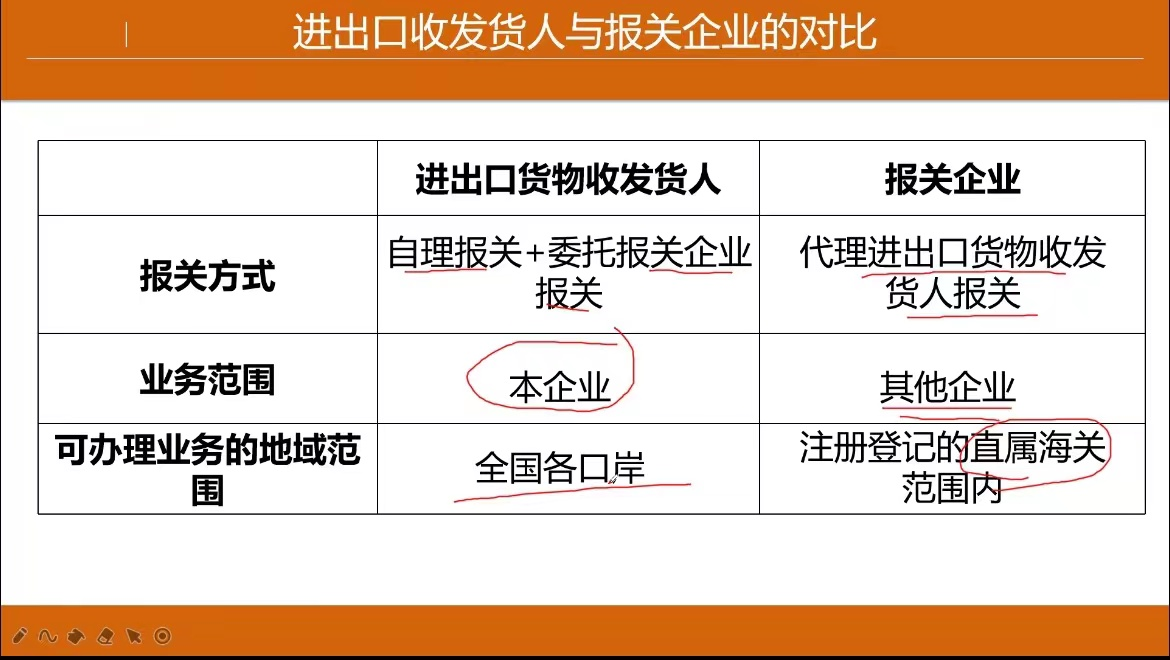 进出口收发货人与报关企业的对比
进出口货物收发货人
报关企业
报关方式
自理报关+委托报关企业
报关
代理进出口货物收发
货人报关
业务范围
本企业
其他企业
可办理业务的地域范
围
全国各口岸
注册登记的直属海关
范围内